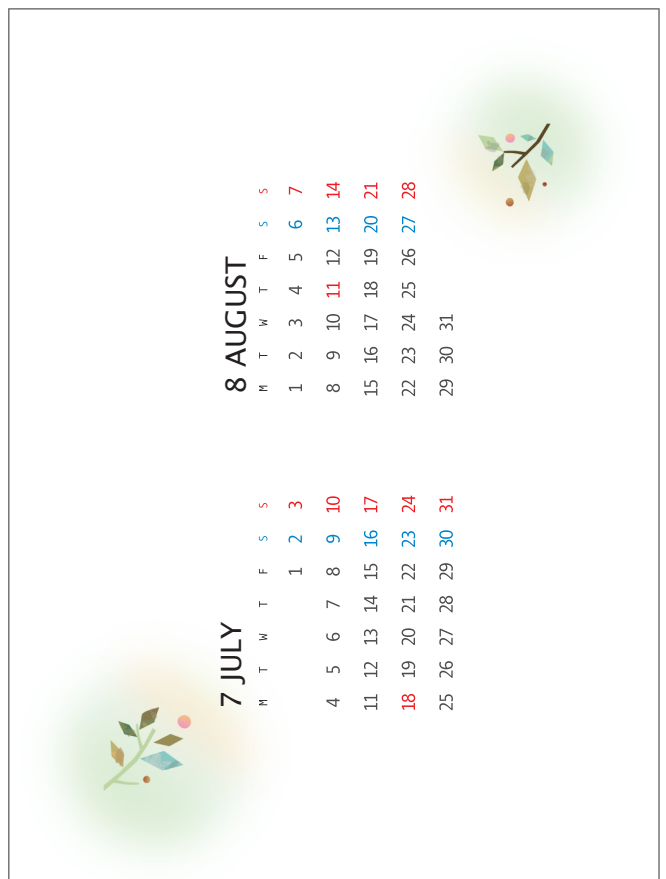 7 JULY
M T W T F S S
1 2 3
4 5 6 7 8 9 10
11 12 13 14 15 16 17
18 19 20 21 22 23 24
25 26 27 28 29 30 31
8 AUGUST
M T W T F S S
1 2 3 4 5 6 7
8 9 10 11 12 13 14
15 16 17 18 19 20 21
22 23 24 25 26 27 28
29 30 31